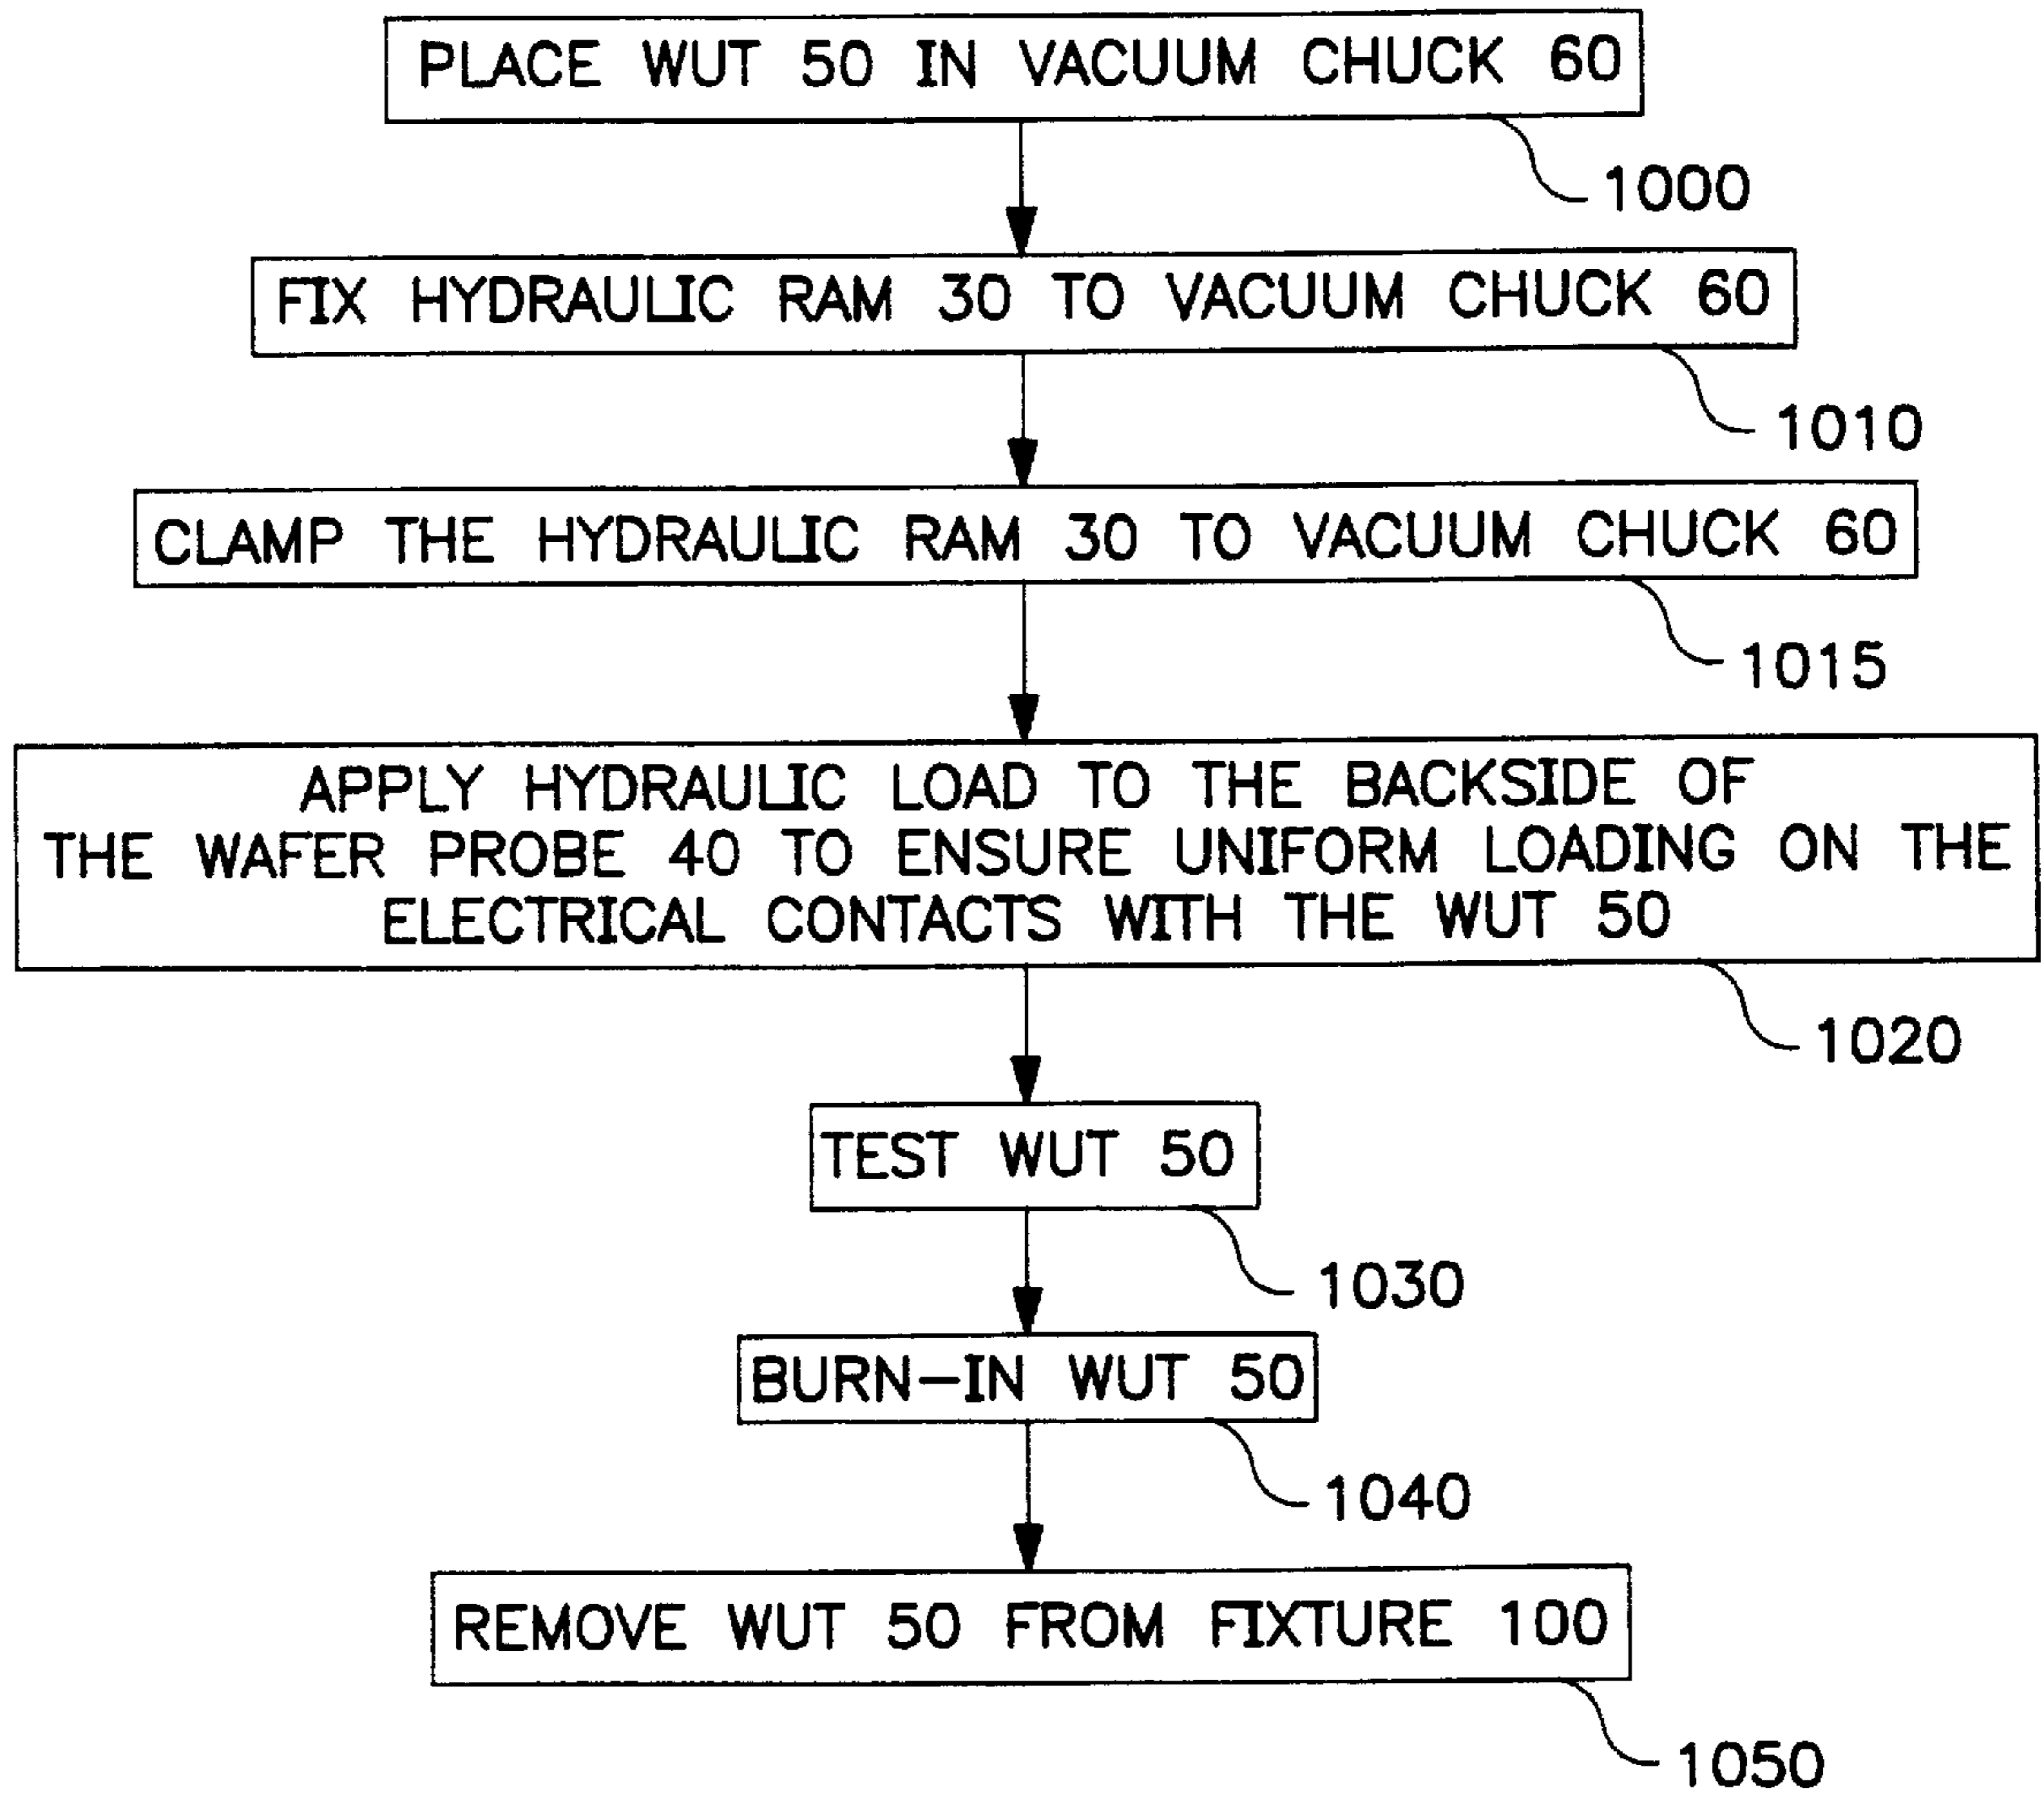 PLACE WUT 50 IN VACUUM CHUCK 60
1000
FIX HYDRAULIC RAM 30 TO VACUUM CHUCK 60
1010
CLAMP THE HYDRAULIC RAM 30 TO VACUUM CHUCK 60
1015
APPLY HYDRAULIC LOAD TO THE BACKSIDE OF
THE WAFER PROBE 40 TO ENSURE UNIFORM LOADING ON THE
ELECTRICAL CONTACTS WITH THE WUT 50
1020
TEST WUT 50
1030
BURN-IN WUT 50
1040
REMOVE WUT 50 FROM FIXTURE 100
1050